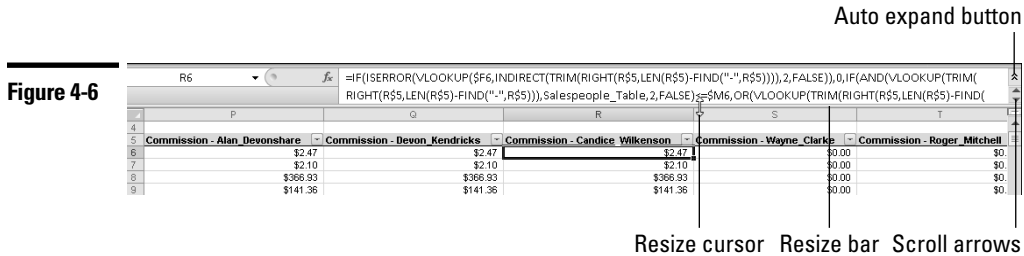 Auto expand button
Figure 4-6
R6 fx =IF(ISERROR(VLOOKUP($F6,INDIRECT(TRIM(RIGHT(R$5,LEN(R$5)-FIND("-",R$5)))),2,FALSE)),0,IF(AND(VLOOKUP(TRIM(
RIGHT(R$5,LEN(R$5)-FIND("-",R$5))),Salespeople_Table,2,FALSE)<=$M6,OR(VLOOKUP(TRIM(RIGHT(R$5,LEN(R$5)-FIND(
P Q R S T
4
5 Commission - Alan_Devonshare Commission - Devon_Kendricks Commission - Candice_Wilkenson Commission - Wayne_Clarke Commission - Roger_Mitchell
6 $2.47 $2.47 $2.47 $0.00 $0.
7 $2.10 $2.10 $2.10 $0.00 $0.
8 $366.93 $366.93 $366.93 $0.00 $0.
9 $141.36 $141.36 $141.36 $0.00 $0.
Resize cursor Resize bar Scroll arrows